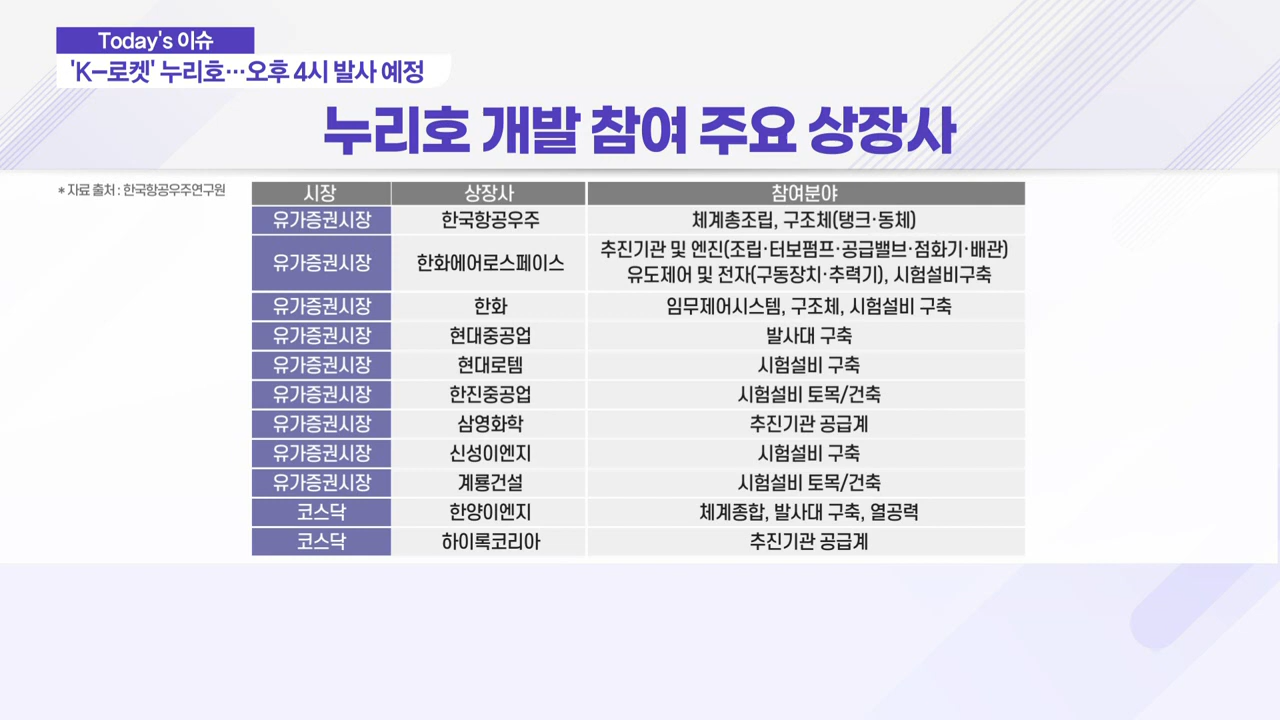 Today's 이슈
'K-로켓' 누리호…오후 4시 발사 예정
누리호 개발 참여 주요 상장사
* 자료 출처 : 한국항공우주연구원
시장 상장사 참여분야
유가증권시장 한국항공우주 체계총조립, 구조체(탱크·동체)
유가증권시장 한화에어로스페이스 추진기관 및 엔진(조립·터보펌프·공급밸브·점화기·배관)
유도제어 및 전자(구동장치·추력기), 시험설비구축
유가증권시장 한화 임무제어시스템, 구조체, 시험설비 구축
유가증권시장 현대중공업 발사대 구축
유가증권시장 현대로템 시험설비 구축
유가증권시장 한진중공업 시험설비 토목/건축
유가증권시장 삼영화학 추진기관 공급계
유가증권시장 신성이엔지 시험설비 구축
유가증권시장 계룡건설 시험설비 토목/건축
코스닥 한양이엔지 체계종합, 발사대 구축, 열공력
코스닥 하이록코리아 추진기관 공급계